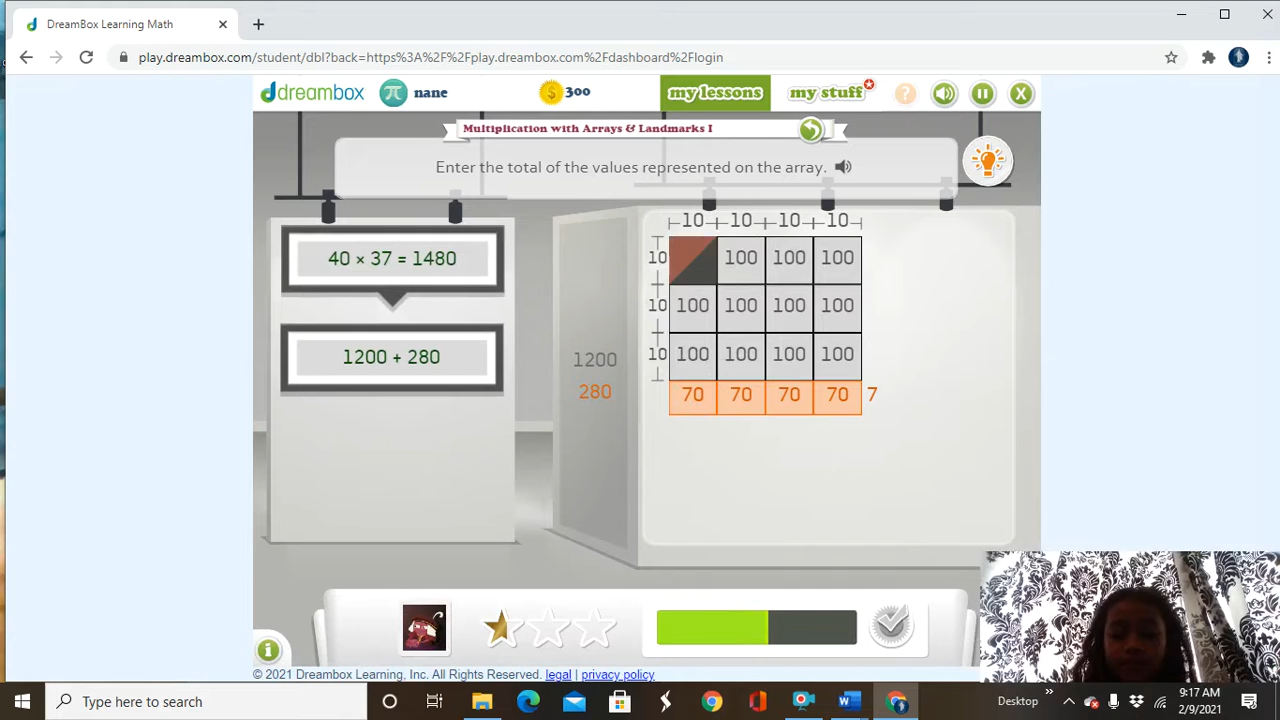 DreamBox Learning Math
play.dreambox.com/student/dbl?back=https%3A%2F%2Fplay.dreambox.com%2Fdashboard%2Flogin
dreambox π nane $ 300 my lessons my stuff ?
Multiplication with Arrays & Landmarks I
Enter the total of the values represented on the array.
40 × 37 = 1480
1200 + 280
1200
280
10 10 10 10
10 100 100 100
10 100 100 100 100
10 100 100 100 100
70 70 70 70 7
© 2021 Dreambox Learning, Inc. All Rights Reserved. legal | privacy policy
Type here to search
Desktop
9:17 AM
2/9/2021